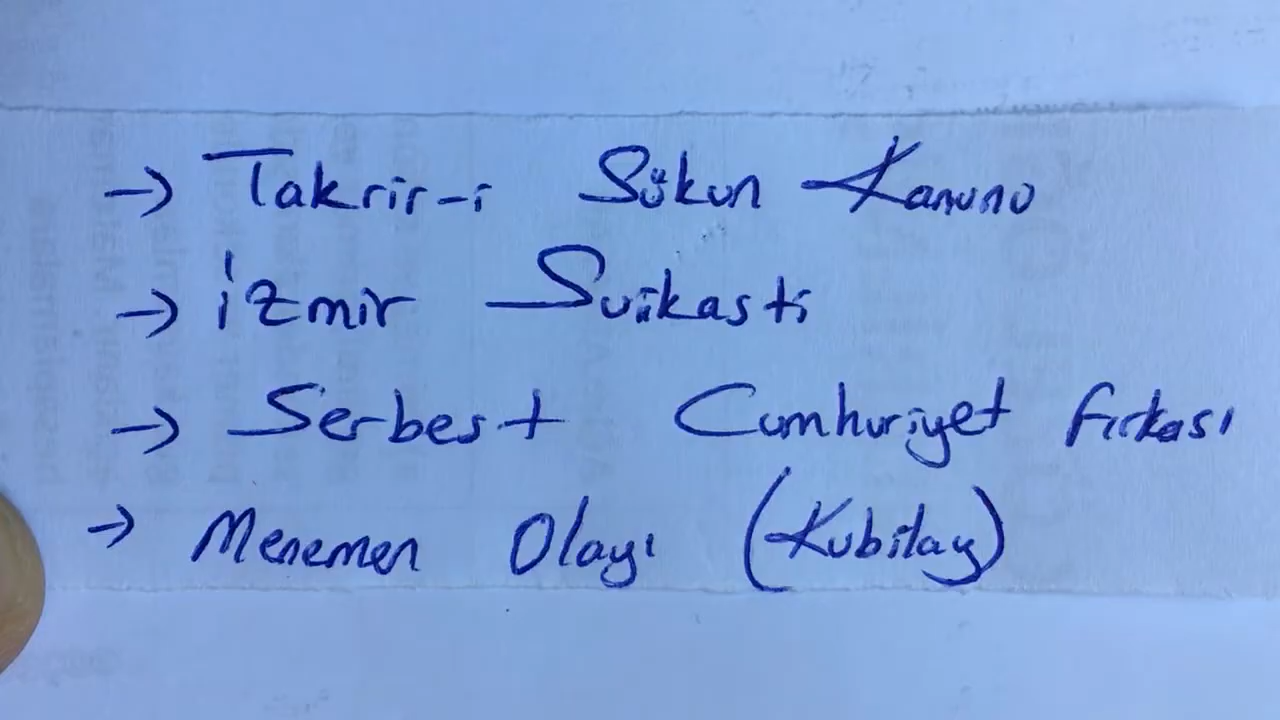 → Takrir-i Sükun Kanunu
→ İzmir Suikasti
→ Serbest Cumhuriyet fırkası
→ Menemen Olayı (Kubilay)